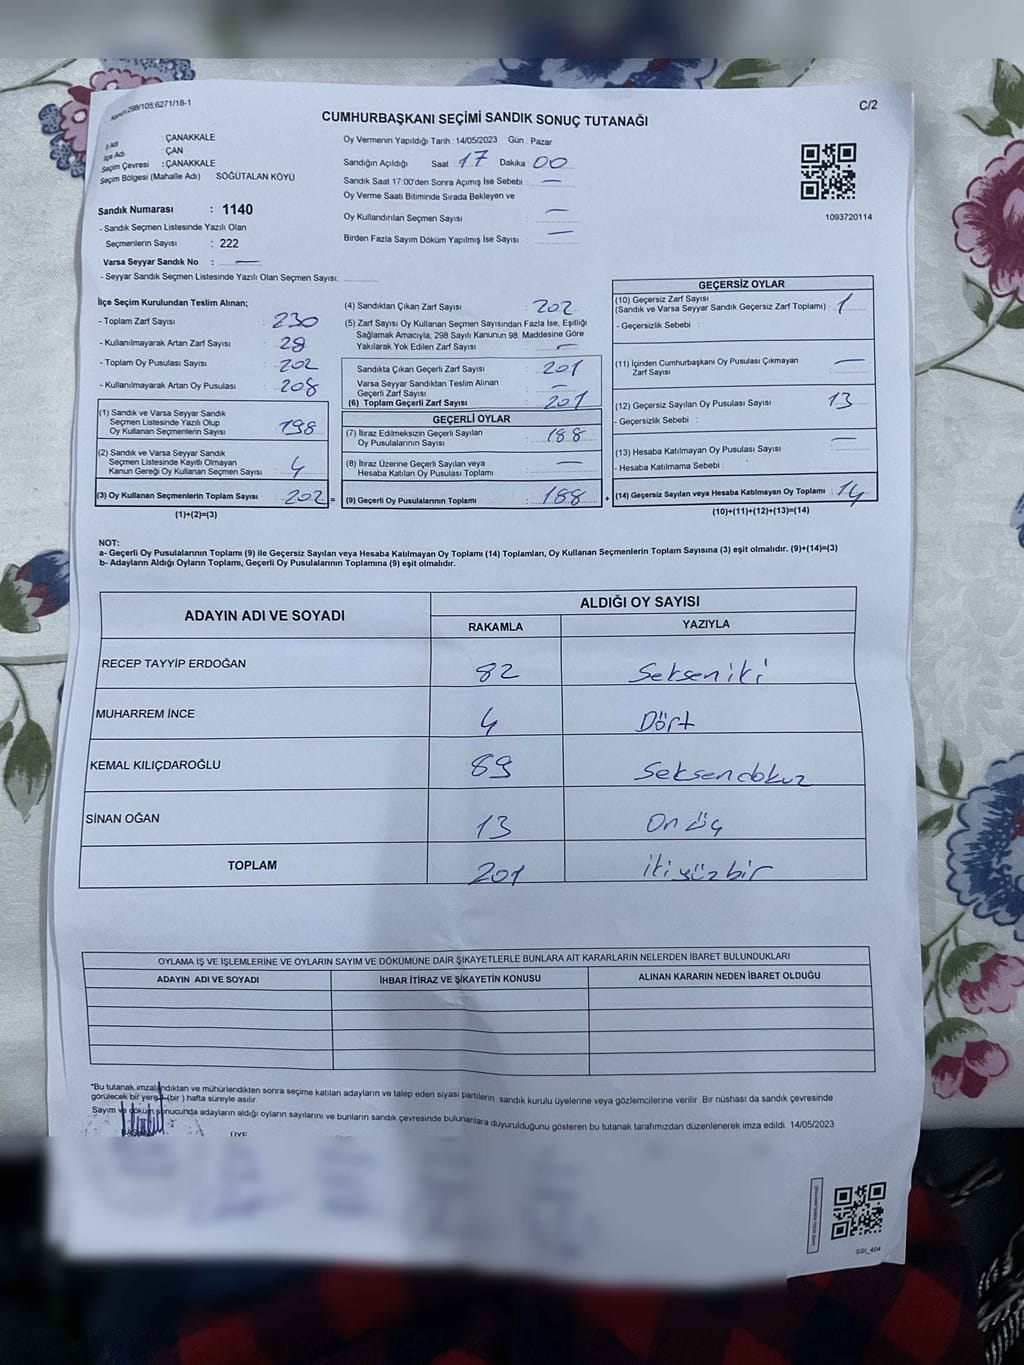 Kanun:298/105,6271/18-1
C/2
CUMHURBAŞKANI SEÇİMİ SANDIK SONUÇ TUTANAĞI
İl Adı : ÇANAKKALE
İlçe Adı : ÇAN
Seçim Çevresi : ÇANAKKALE
Seçim Bölgesi (Mahalle Adı) SÖĞÜTALAN KÖYÜ
Sandık Numarası : 1140
- Sandık Seçmen Listesinde Yazılı Olan
Seçmenlerin Sayısı : 222
Varsa Seyyar Sandık No : —
- Seyyar Sandık Seçmen Listesinde Yazılı Olan Seçmen Sayısı:
Oy Vermenin Yapıldığı Tarih : 14/05/2023 Gün : Pazar
Sandığın Açıldığı Saat : 17 Dakika : 00
Sandık Saat 17:00'den Sonra Açımış İse Sebebi : —
Oy Verme Saati Bitiminde Sırada Bekleyen ve
Oy Kullandırılan Seçmen Sayısı : —
Birden Fazla Sayım Döküm Yapılmış İse Sayısı : —
1093720114
İlçe Seçim Kurulundan Teslim Alınan;
- Toplam Zarf Sayısı : 230
- Kullanılmayarak Artan Zarf Sayısı : 28
- Toplam Oy Pusulası Sayısı : 202
- Kullanılmayarak Artan Oy Pusulası : 208
(1) Sandık ve Varsa Seyyar Sandık
Seçmen Listesinde Yazılı Olup
Oy Kullanan Seçmenlerin Sayısı : 198
(2) Sandık ve Varsa Seyyar Sandık
Seçmen Listesinde Kayıtlı Olmayan
Kanun Gereği Oy Kullanan Seçmen Sayısı : 4
(3) Oy Kullanan Seçmenlerin Toplam Sayısı : 202 =
(1)+(2)=(3)
(4) Sandıktan Çıkan Zarf Sayısı : 202
(5) Zarf Sayısı Oy Kullanan Seçmen Sayısından Fazla İse, Eşitliği
Sağlamak Amacıyla, 298 Sayılı Kanunun 98. Maddesine Göre
Yakılarak Yok Edilen Zarf Sayısı : —
Sandıkta Çıkan Geçerli Zarf Sayısı : 201
Varsa Seyyar Sandıktan Teslim Alınan
Geçerli Zarf Sayısı : —
(6) Toplam Geçerli Zarf Sayısı : 201
GEÇERLİ OYLAR
(7) İtiraz Edilmeksizin Geçerli Sayılan
Oy Pusulalarının Sayısı : 188
(8) İtiraz Üzerine Geçerli Sayılan veya
Hesaba Katılan Oy Pusulası Toplamı : —
(9) Geçerli Oy Pusulalarının Toplamı : 188 +
GEÇERSİZ OYLAR
(10) Geçersiz Zarf Sayısı
(Sandık ve Varsa Seyyar Sandık Geçersiz Zarf Toplamı) : 1
- Geçersizlik Sebebi :
(11) İçinden Cumhurbaşkanı Oy Pusulası Çıkmayan
Zarf Sayısı : —
(12) Geçersiz Sayılan Oy Pusulası Sayısı : 13
- Geçersizlik Sebebi :
(13) Hesaba Katılmayan Oy Pusulası Sayısı : —
- Hesaba Katılmama Sebebi :
(14) Geçersiz Sayılan veya Hesaba Katılmayan Oy Toplamı : 14
(10)+(11)+(12)+(13)=(14)
NOT:
a- Geçerli Oy Pusulalarının Toplamı (9) ile Geçersiz Sayılan veya Hesaba Katılmayan Oy Toplamı (14) Toplamları, Oy Kullanan Seçmenlerin Toplam Sayısına (3) eşit olmalıdır. (9)+(14)=(3)
b- Adayların Aldığı Oyların Toplamı, Geçerli Oy Pusulalarının Toplamına (9) eşit olmalıdır.
ADAYIN ADI VE SOYADI
ALDIĞI OY SAYISI
RAKAMLA YAZIYLA
RECEP TAYYİP ERDOĞAN 82 Seksen iki
MUHARREM İNCE 4 Dört
KEMAL KILIÇDAROĞLU 89 Seksen dokuz
SİNAN OĞAN 13 On üç
TOPLAM 201 iki yüz bir
OYLAMA İŞ VE İŞLEMLERİNE VE OYLARIN SAYIM VE DÖKÜMÜNE DAİR ŞİKAYETLERLE BUNLARA AİT KARARLARIN NELERDEN İBARET BULUNDUKLARI
ADAYIN ADI VE SOYADI İHBAR İTİRAZ VE ŞİKAYETİN KONUSU ALINAN KARARIN NEDEN İBARET OLDUĞU
*Bu tutanak imzalandıktan ve mühürlendikten sonra seçime katılan adayların ve talep eden siyasi partilerin sandık kurulu üyelerine veya gözlemcilerine verilir. Bir nüshası da sandık çevresinde
görülecek bir yere 1 (bir ) hafta süreyle asılır.
Sayım ve döküm sonucunda adayların aldığı oyların sayılarını ve bunların sandık çevresinde bulunanlara duyurulduğunu gösteren bu tutanak tarafımızdan düzenlenerek imza edildi. 14/05/2023
BAŞKAN ÜYE
SSI_404